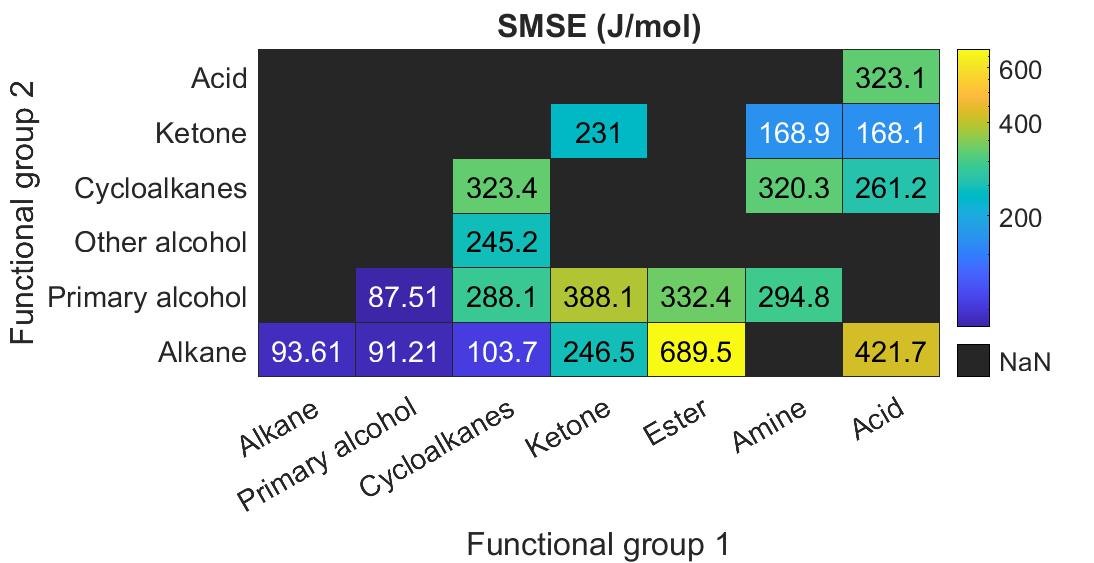 SMSE (J/mol)
Functional group 2
Acid 323.1
Ketone 231 168.9 168.1
Cycloalkanes 323.4 320.3 261.2
Other alcohol 245.2
Primary alcohol 87.51 288.1 388.1 332.4 294.8
Alkane 93.61 91.21 103.7 246.5 689.5 421.7
Alkane Primary alcohol Cycloalkanes Ketone Ester Amine Acid
Functional group 1
600
400
200
NaN